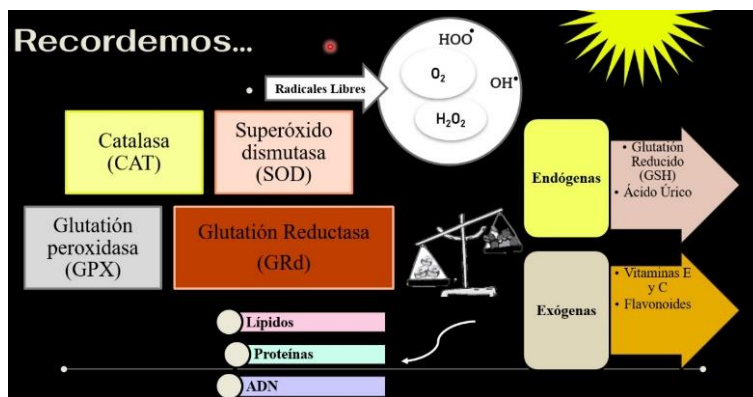 Recordemos...
Radicales Libres
HOO•
O₂
OH•
H₂O₂
Catalasa
(CAT)
Superóxido
dismutasa
(SOD)
Glutatión
peroxidasa
(GPX)
Glutatión Reductasa
(GRd)
Endógenas
• Glutatión
Reducido
(GSH)
• Ácido Úrico
Exógenas
• Vitaminas E
y C
• Flavonoides
Lípidos
Proteínas
ADN